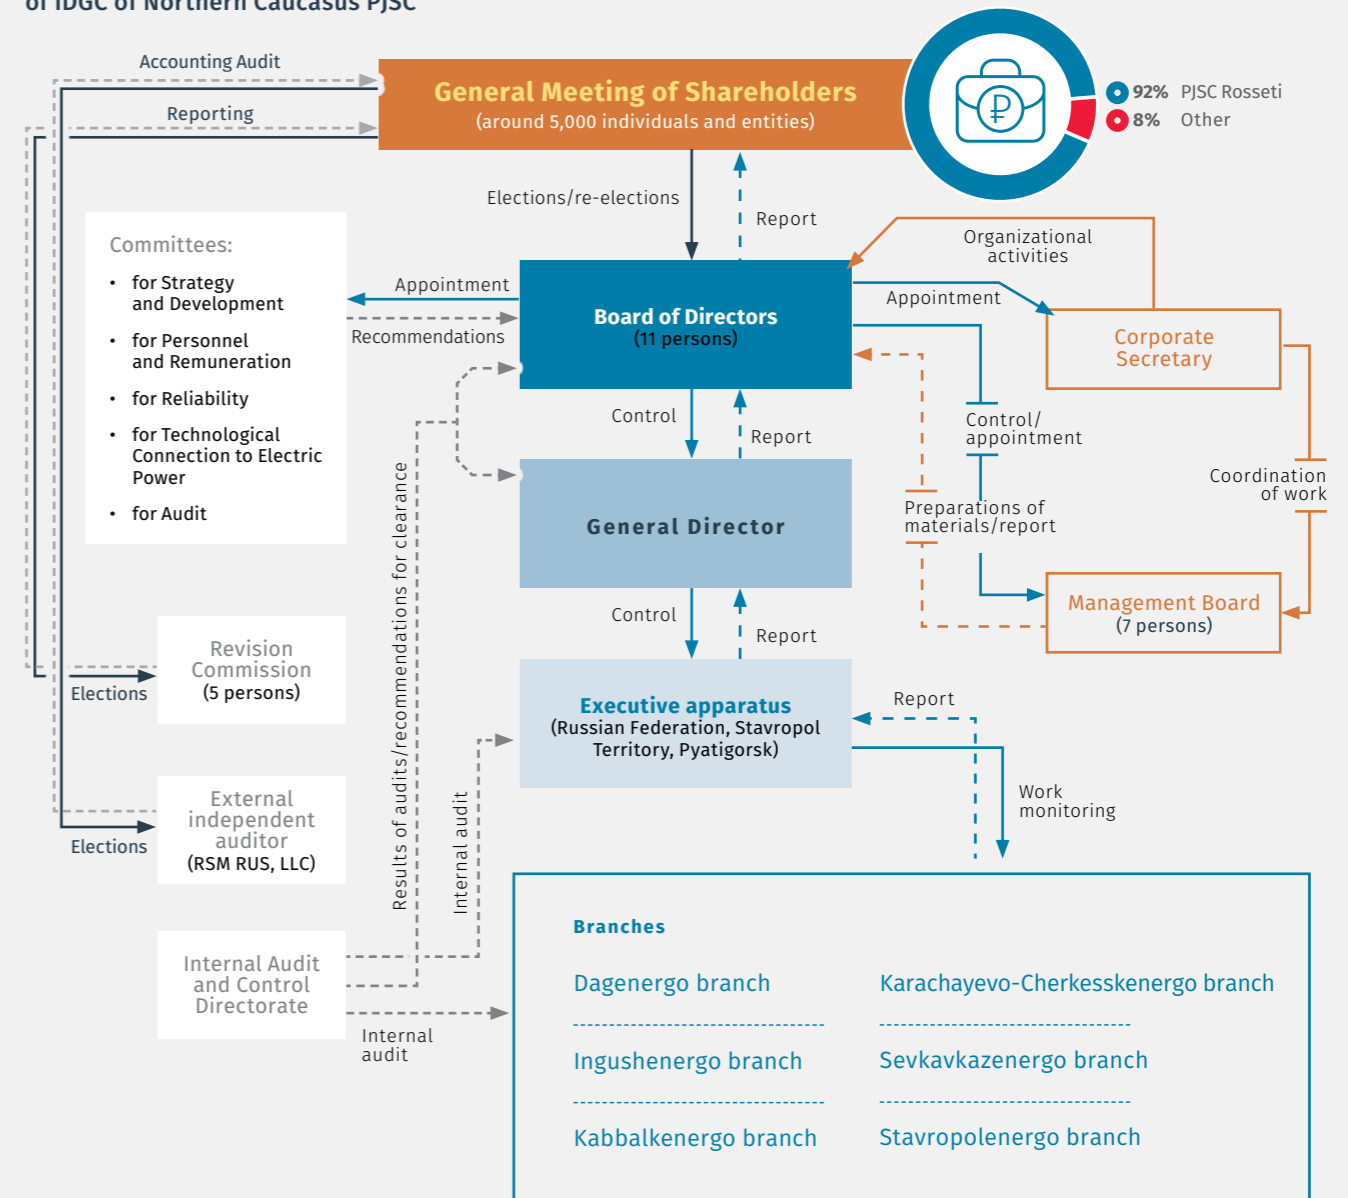 of IDGC of Northern Caucasus PJSC
Accounting Audit
Reporting
General Meeting of Shareholders
(around 5,000 individuals and entities)
₽
92% PJSC Rosseti
8% Other
Elections/re-elections
Report
Committees:
• for Strategy
and Development
• for Personnel
and Remuneration
• for Reliability
• for Technological
Connection to Electric
Power
• for Audit
Appointment
Recommendations
Board of Directors
(11 persons)
Organizational
activities
Appointment
Corporate
Secretary
Control
Report
Control/
appointment
Coordination
of work
Preparations of
materials/report
General Director
Management Board
(7 persons)
Control
Report
Revision
Commission
(5 persons)
Elections
Executive apparatus
(Russian Federation, Stavropol
Territory, Pyatigorsk)
Report
Work
monitoring
External
independent
auditor
(RSM RUS, LLC)
Elections
Results of audits/recommendations for clearance
Internal audit
Internal Audit
and Control
Directorate
Internal
audit
Branches
Dagenergo branch
Ingushenergo branch
Kabbalkenergo branch
Karachayevo-Cherkesskenergo branch
Sevkavkazenergo branch
Stavropolenergo branch